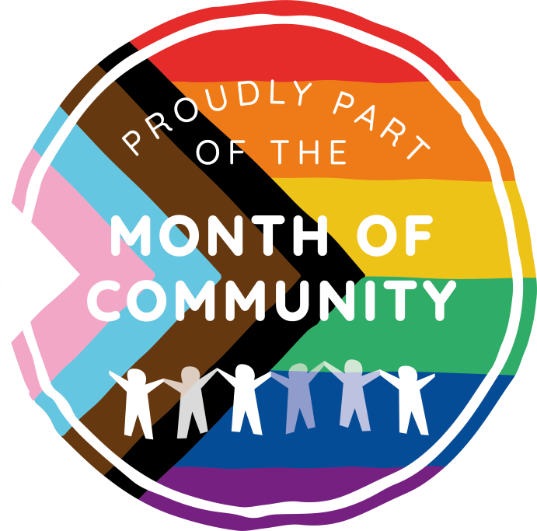 PROUDLY PART
OF THE
MONTH OF
COMMUNITY